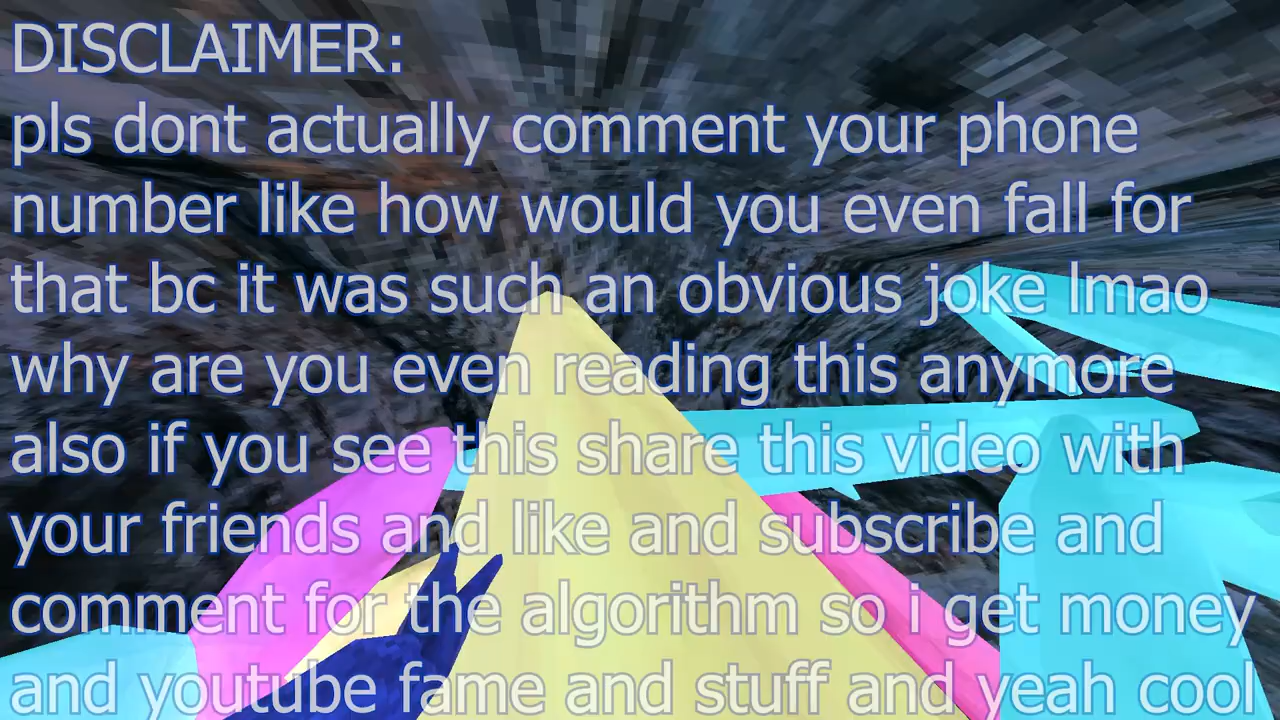 DISCLAIMER:
pls dont actually comment your phone
number like how would you even fall for
that bc it was such an obvious joke lmao
why are you even reading this anymore
also if you see this share this video with
your friends and like and subscribe and
comment for the algorithm so i get money
and youtube fame and stuff and yeah cool